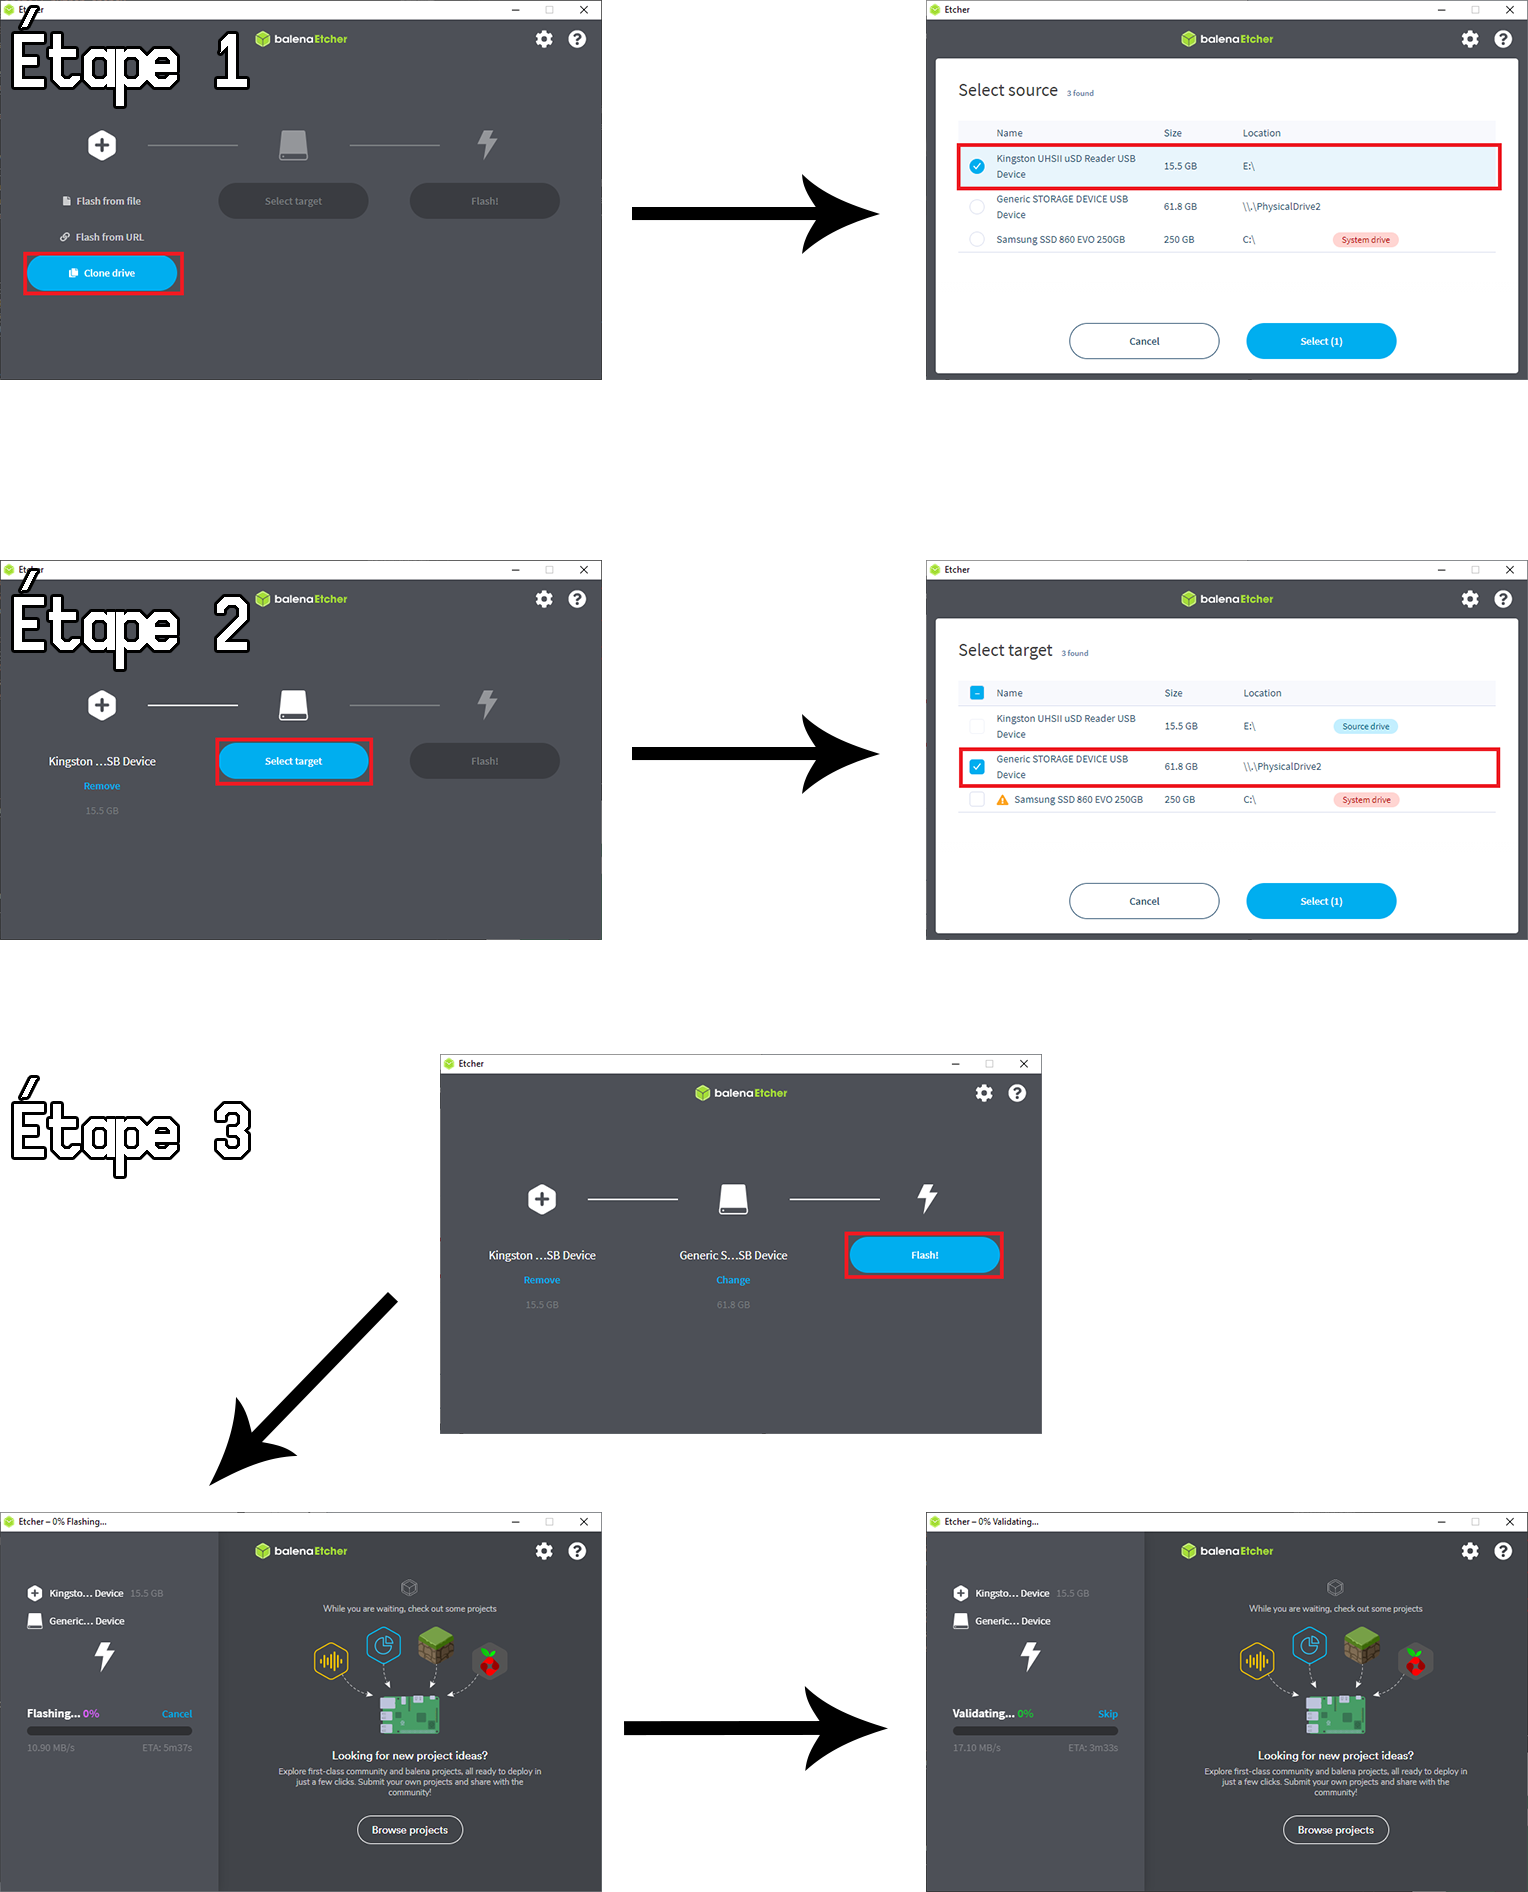 Etcher
Étape 1
balenaEtcher
Flash from file
Select target
Flash!
Flash from URL
Clone drive
Etcher
balenaEtcher
Select source 3 found
Name Size Location
Kingston UHSII uSD Reader USB
Device 15.5 GB E:\
Generic STORAGE DEVICE USB
Device 61.8 GB \\.\PhysicalDrive2
Samsung SSD 860 EVO 250GB 250 GB C:\ System drive
Cancel Select (1)
Etcher
Étape 2
balenaEtcher
Kingston ...SB Device
Select target
Flash!
Remove
15.5 GB
Etcher
balenaEtcher
Select target 3 found
Name Size Location
Kingston UHSII uSD Reader USB
Device 15.5 GB E:\ Source drive
Generic STORAGE DEVICE USB
Device 61.8 GB \\.\PhysicalDrive2
Samsung SSD 860 EVO 250GB 250 GB C:\ System drive
Cancel Select (1)
Étape 3
Etcher
balenaEtcher
Kingston ...SB Device Generic S...SB Device Flash!
Remove Change
15.5 GB 61.8 GB
Etcher – 0% Flashing...
balenaEtcher
Kingsto... Device 15.5 GB
Generic... Device
Flashing... 0% Cancel
10.90 MB/s ETA: 5m37s
While you are waiting, check out some projects
Looking for new project ideas?
Explore first-class community and balena projects, all ready to deploy in
just a few clicks. Submit your own projects and share with the
community!
Browse projects
Etcher – 0% Validating...
balenaEtcher
Kingsto... Device 15.5 GB
Generic... Device
Validating... 0% Skip
17.10 MB/s ETA: 3m33s
While you are waiting, check out some projects
Looking for new project ideas?
Explore first-class community and balena projects, all ready to deploy in
just a few clicks. Submit your own projects and share with the
community!
Browse projects